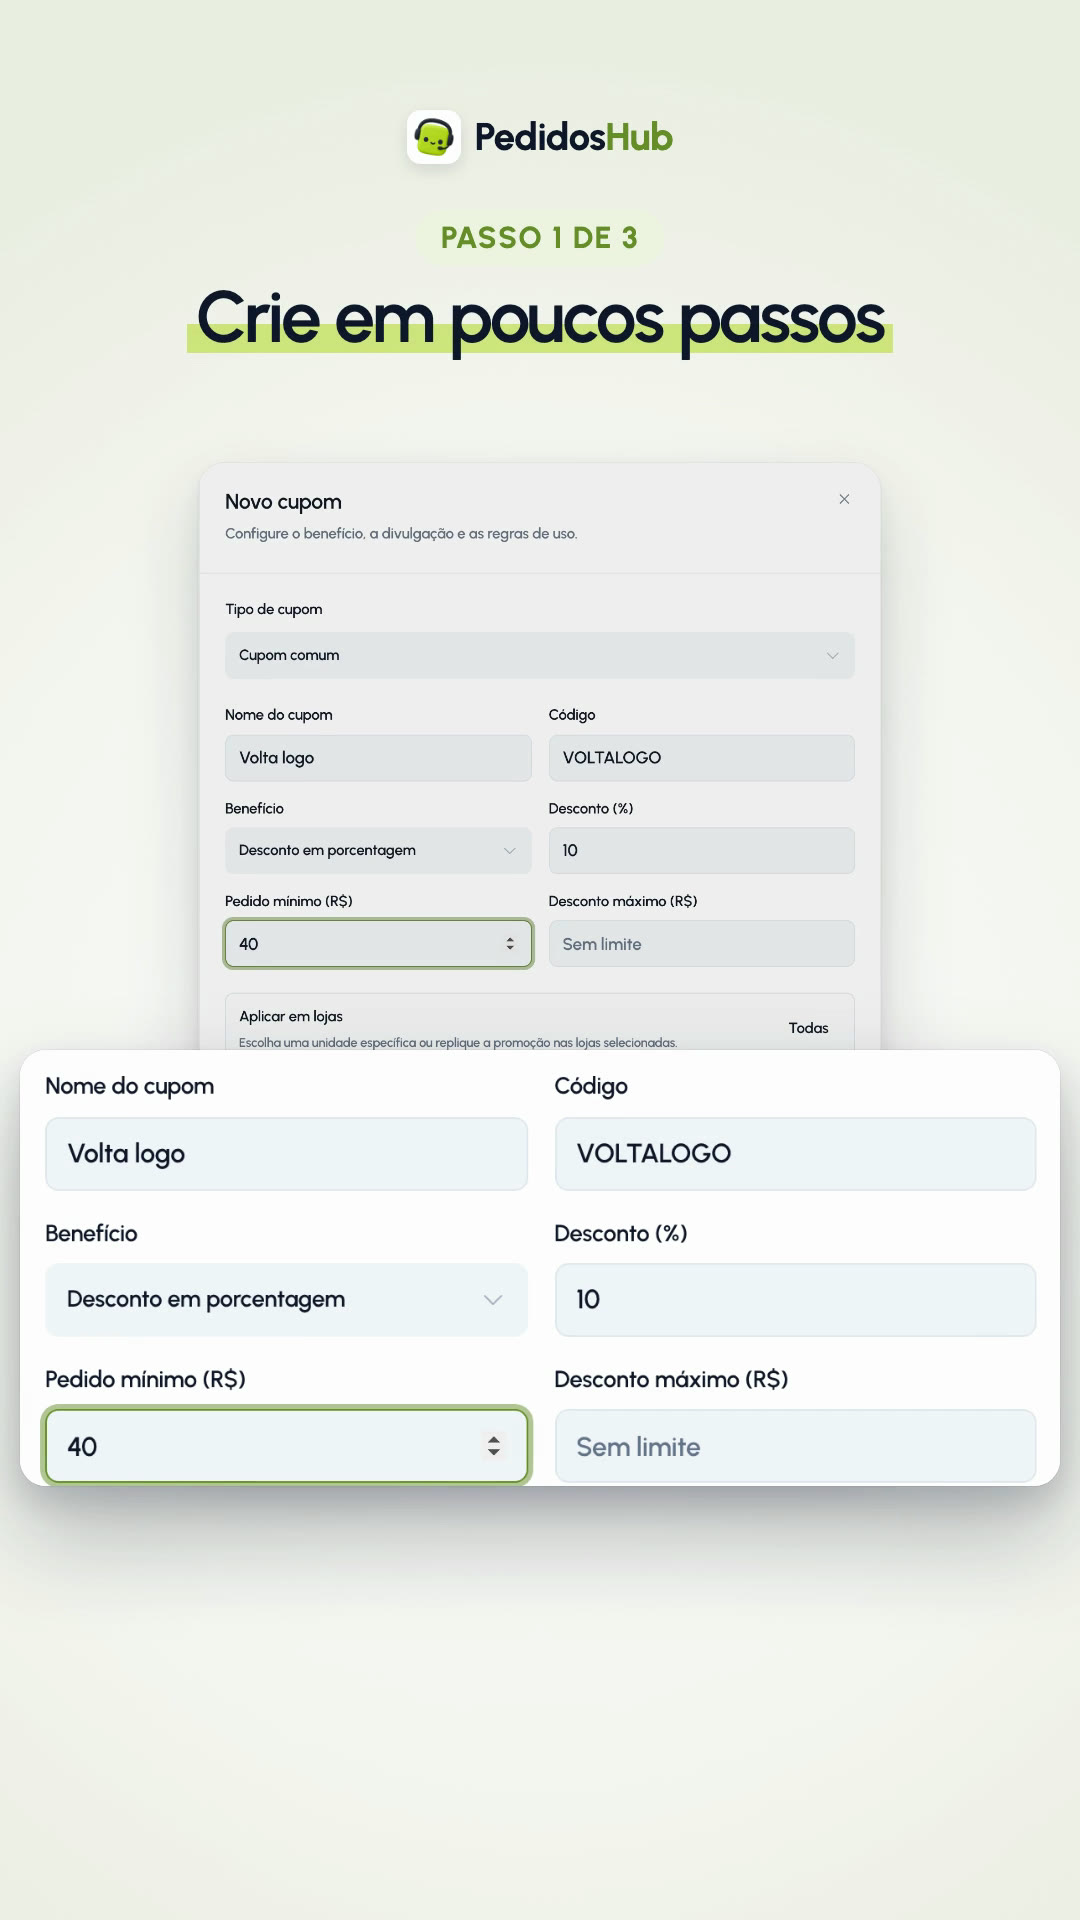 PedidosHub
PASSO 1 DE 3
Crie em poucos passos
Novo cupom
Configure o benefício, a divulgação e as regras de uso.
Tipo de cupom
Cupom comum
Nome do cupom
Código
Volta logo
VOLTALOGO
Benefício
Desconto (%)
Desconto em porcentagem
10
Pedido mínimo (R$)
Desconto máximo (R$)
40
Sem limite
Aplicar em lojas
Todas
Escolha uma unidade específica ou replique a promoção nas lojas selecionadas.
Nome do cupom
Código
Volta logo
VOLTALOGO
Benefício
Desconto (%)
Desconto em porcentagem
10
Pedido mínimo (R$)
Desconto máximo (R$)
40
Sem limite